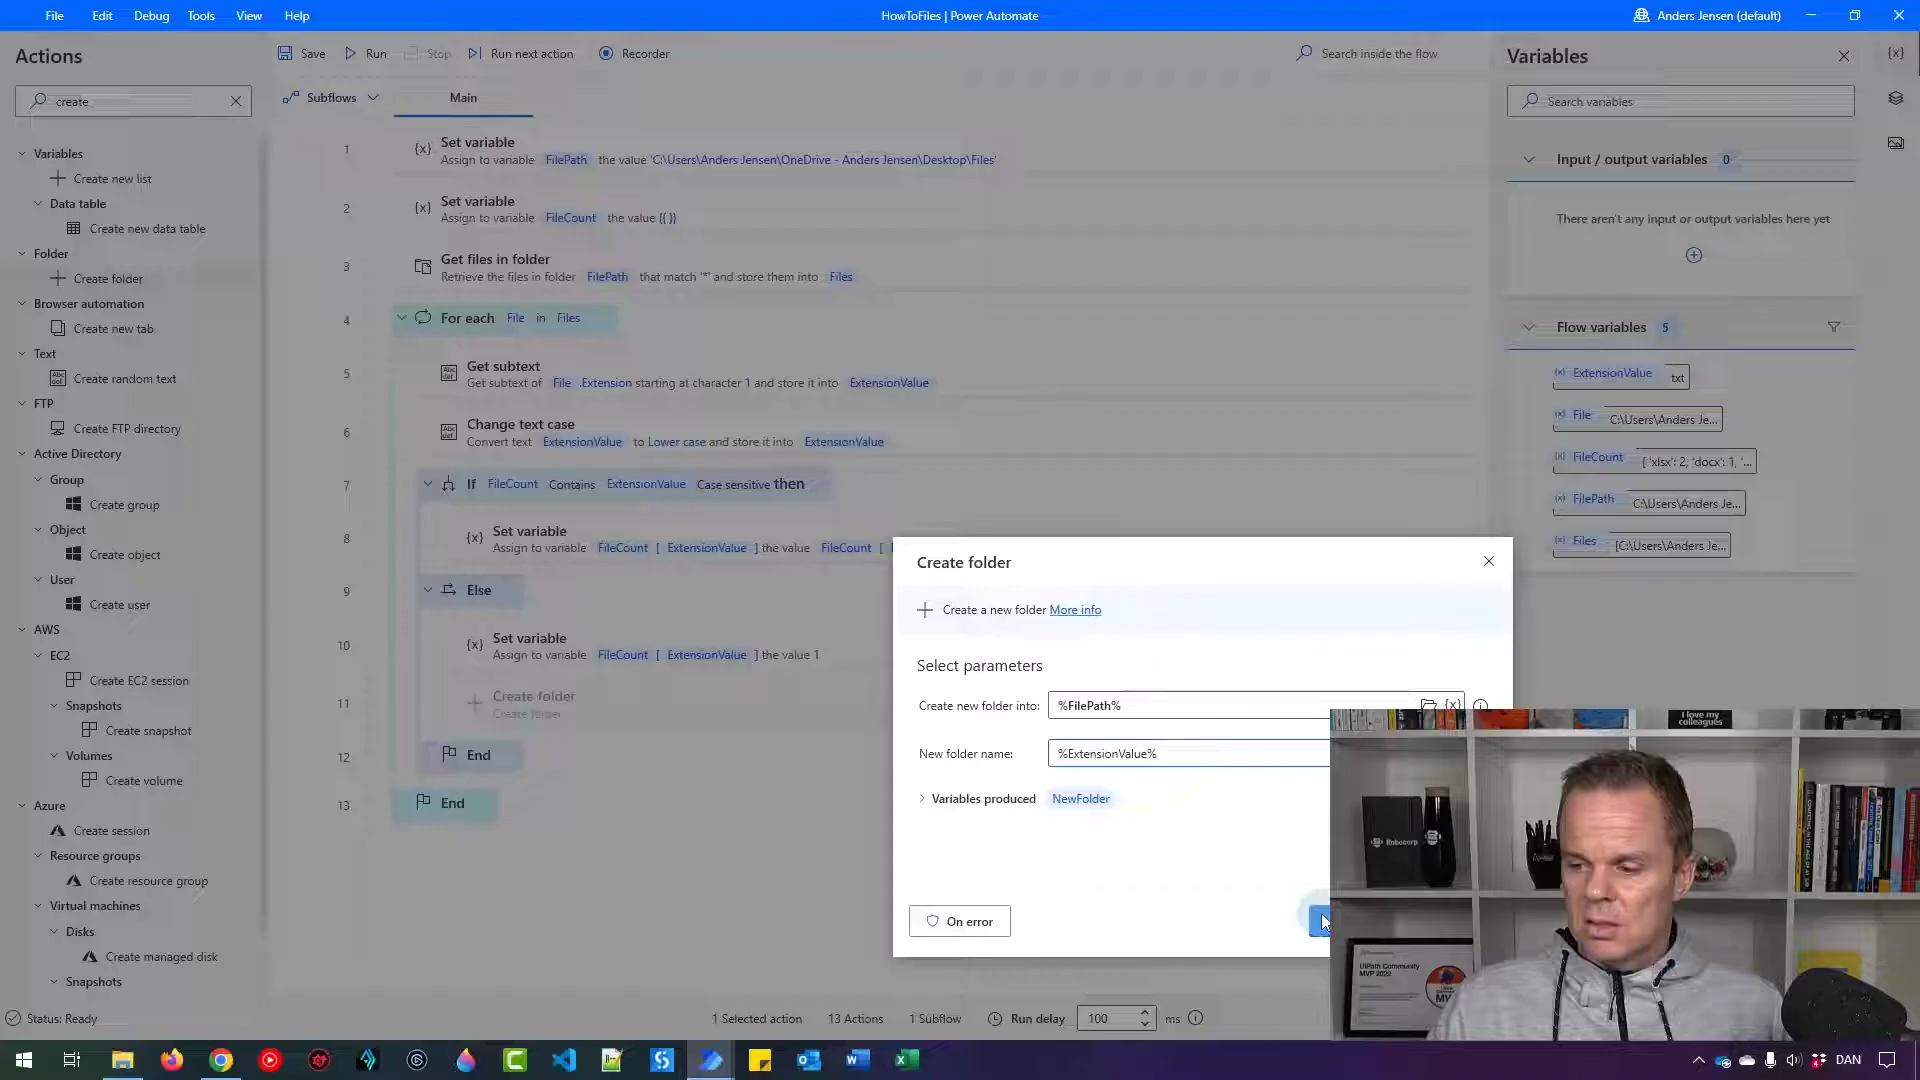 File Edit Debug Tools View Help
HowToFiles | Power Automate
Anders Jensen (default)
Actions
create
Variables
Create new list
Data table
Create new data table
Folder
Create folder
Browser automation
Create new tab
Text
Create random text
FTP
Create FTP directory
Active Directory
Group
Create group
Object
Create object
User
Create user
AWS
EC2
Create EC2 session
Snapshots
Create snapshot
Volumes
Create volume
Azure
Create session
Resource groups
Create resource group
Virtual machines
Disks
Create managed disk
Snapshots
Save Run Stop Run next action Recorder
Search inside the flow
Subflows
Main
1
Set variable
Assign to variable FilePath the value 'C:\Users\Anders Jensen\OneDrive - Anders Jensen\Desktop\Files'
2
Set variable
Assign to variable FileCount the value {{ }}
3
Get files in folder
Retrieve the files in folder FilePath that match '*' and store them into Files
4
For each File in Files
5
Get subtext
Get subtext of File .Extension starting at character 1 and store it into ExtensionValue
6
Change text case
Convert text ExtensionValue to Lower case and store it into ExtensionValue
7
If FileCount Contains ExtensionValue Case sensitive then
8
Set variable
Assign to variable FileCount [ ExtensionValue ] the value FileCount [
9
Else
10
Set variable
Assign to variable FileCount [ ExtensionValue ] the value 1
11
Create folder
Create folder
12
End
13
End
Create folder
Create a new folder More info
Select parameters
Create new folder into: %FilePath% {x}
New folder name: %ExtensionValue%
Variables produced NewFolder
On error
Variables
{x}
Search variables
Input / output variables 0
There aren't any input or output variables here yet
Flow variables 5
ExtensionValue txt
File C:\Users\Anders Je...
FileCount { 'xlsx': 2, 'docx': 1, '...
FilePath C:\Users\Anders Je...
Files [C:\Users\Anders Je...
I love my
colleagues
Robocorp
UiPath Community
MVP 2022
Status: Ready
1 Selected action 13 Actions 1 Subflow Run delay 100 ms
DAN